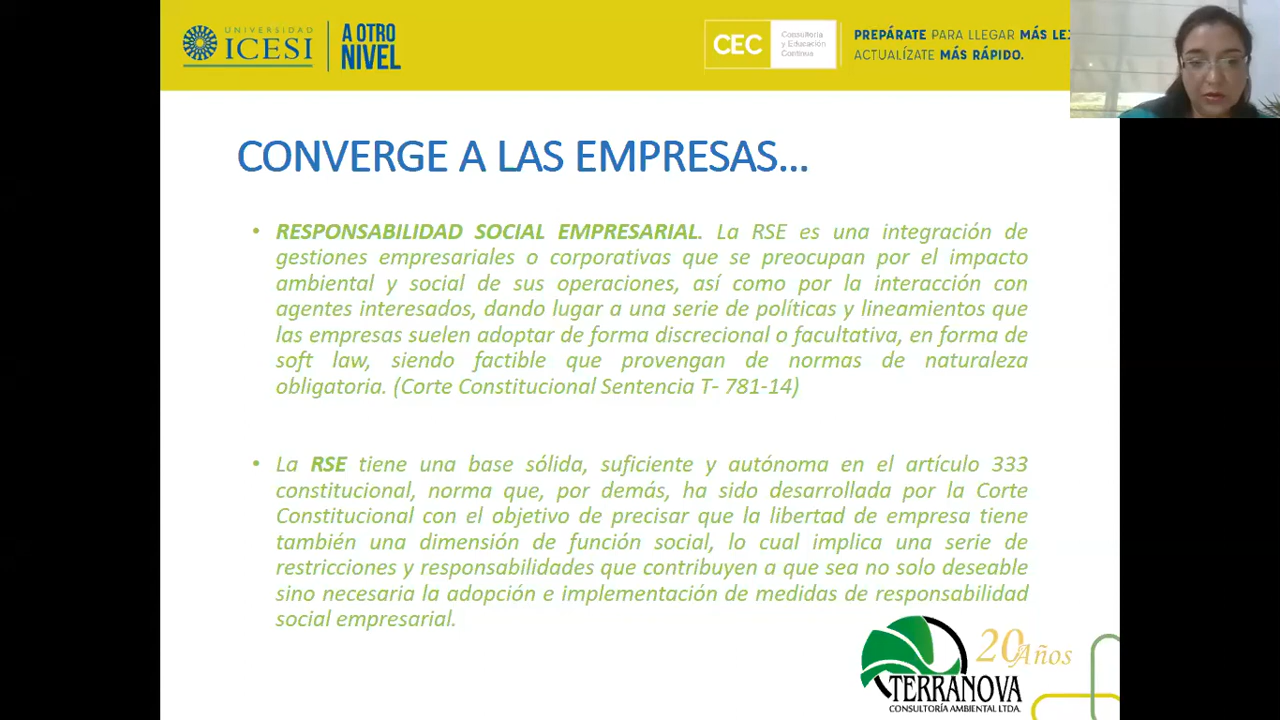 UNIVERSIDAD
ICESI
A OTRO
NIVEL
CEC
Consultoría
y Educación
Continua
PREPÁRATE PARA LLEGAR MÁS
ACTUALÍZATE MÁS RÁPIDO.
CONVERGE A LAS EMPRESAS...
• RESPONSABILIDAD SOCIAL EMPRESARIAL. La RSE es una integración de
gestiones empresariales o corporativas que se preocupan por el impacto
ambiental y social de sus operaciones, así como por la interacción con
agentes interesados, dando lugar a una serie de políticas y lineamientos que
las empresas suelen adoptar de forma discrecional o facultativa, en forma de
soft law, siendo factible que provengan de normas de naturaleza
obligatoria. (Corte Constitucional Sentencia T- 781-14)
• La RSE tiene una base sólida, suficiente y autónoma en el artículo 333
constitucional, norma que, por demás, ha sido desarrollada por la Corte
Constitucional con el objetivo de precisar que la libertad de empresa tiene
también una dimensión de función social, lo cual implica una serie de
restricciones y responsabilidades que contribuyen a que sea no solo deseable
sino necesaria la adopción e implementación de medidas de responsabilidad
social empresarial.
20 Años
TERRANOVA
CONSULTORÍA AMBIENTAL LTDA.